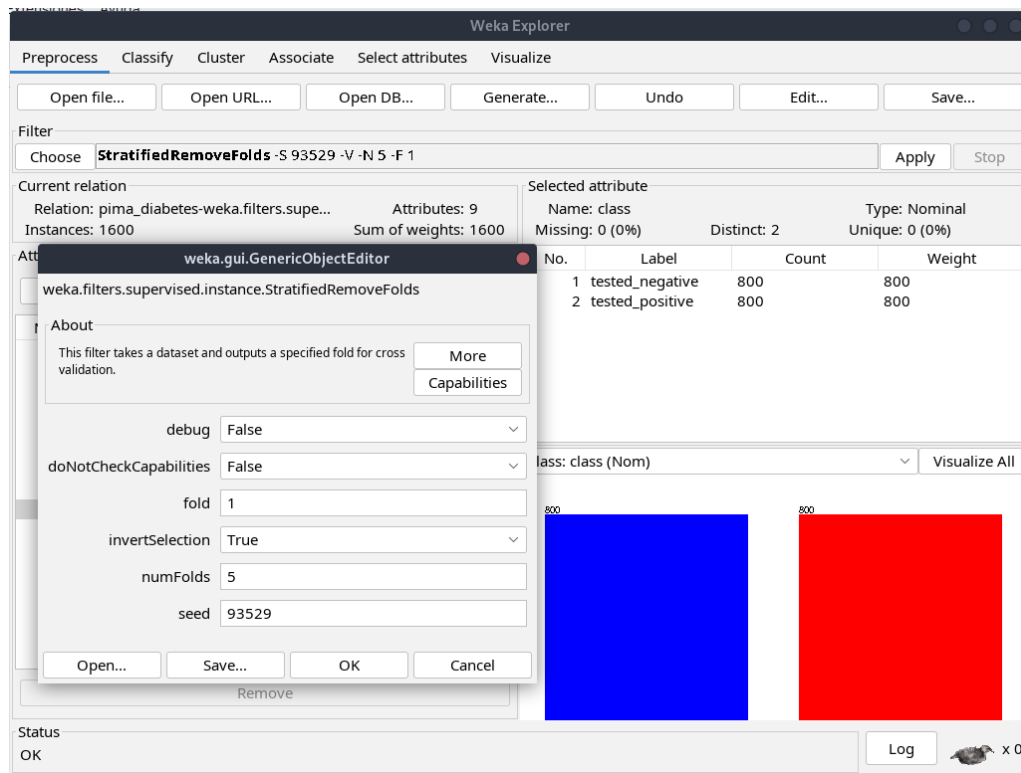 Weka Explorer
Preprocess Classify Cluster Associate Select attributes Visualize
Open file... Open URL... Open DB... Generate... Undo Edit... Save...
Filter
Choose StratifiedRemoveFolds -S 93529 -V -N 5 -F 1 Apply Stop
Current relation
Relation: pima_diabetes-weka.filters.supe... Attributes: 9
Instances: 1600 Sum of weights: 1600
Selected attribute
Name: class Type: Nominal
Missing: 0 (0%) Distinct: 2 Unique: 0 (0%)
No. Label Count Weight
1 tested_negative 800 800
2 tested_positive 800 800
Att
weka.gui.GenericObjectEditor
weka.filters.supervised.instance.StratifiedRemoveFolds
About
This filter takes a dataset and outputs a specified fold for cross
validation.
More
Capabilities
debug False
doNotCheckCapabilities False
fold 1
invertSelection True
numFolds 5
seed 93529
Open... Save... OK Cancel
Remove
lass: class (Nom) Visualize All
800 800
Status
OK
Log x 0